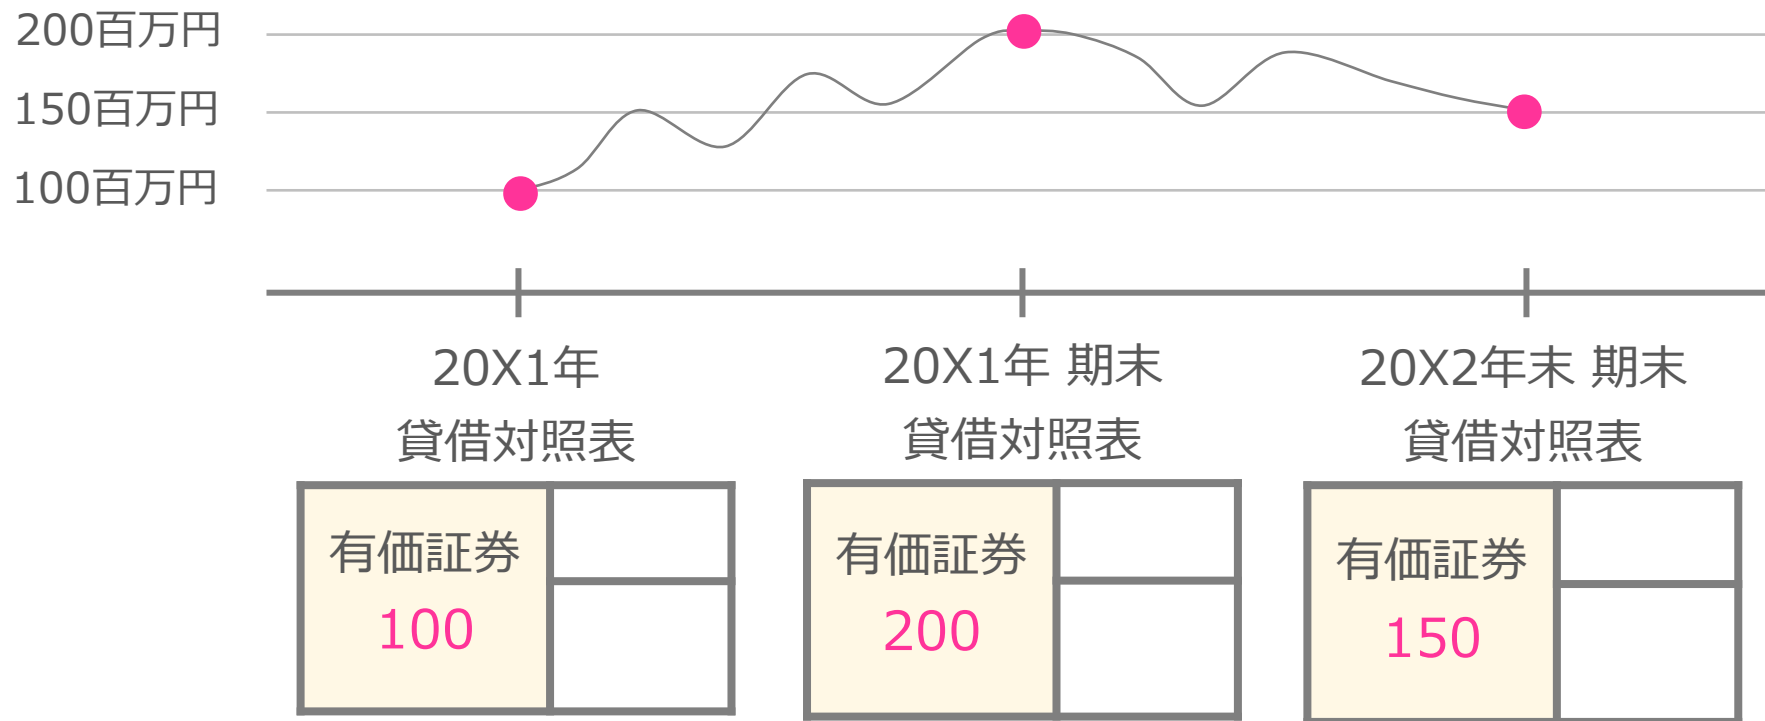 200百万円
150百万円
100百万円
20X1年
20X1年 期末
20X2年末 期末
貸借対照表
貸借対照表
貸借対照表
有価証券
100
有価証券
200
有価証券
150